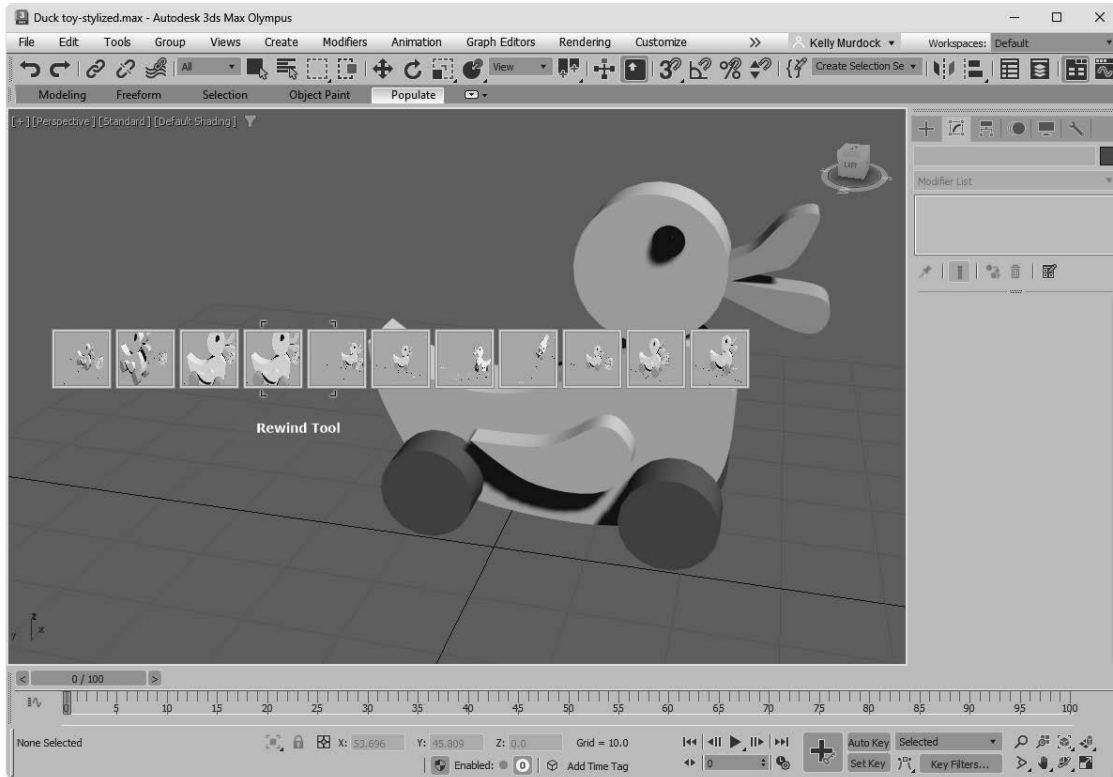 Duck toy-stylized.max - Autodesk 3ds Max Olympus
File Edit Tools Group Views Create Modifiers Animation Graph Editors Rendering Customize Kelly Murdock Workspaces: Default
All View 3 Create Selection Se
Modeling Freeform Selection Object Paint Populate
[+] [Perspective] [Standard] [Default Shading]
LEFT
Modifier List
Rewind Tool
z
y x
< 0 / 100 >
0 5 10 15 20 25 30 35 40 45 50 55 60 65 70 75 80 85 90 95 100
None Selected X: 53.696 Y: 45.809 Z: 0.0 Grid = 10.0 Auto Key Selected
Enabled: 0 Add Time Tag 0 Set Key Key Filters...